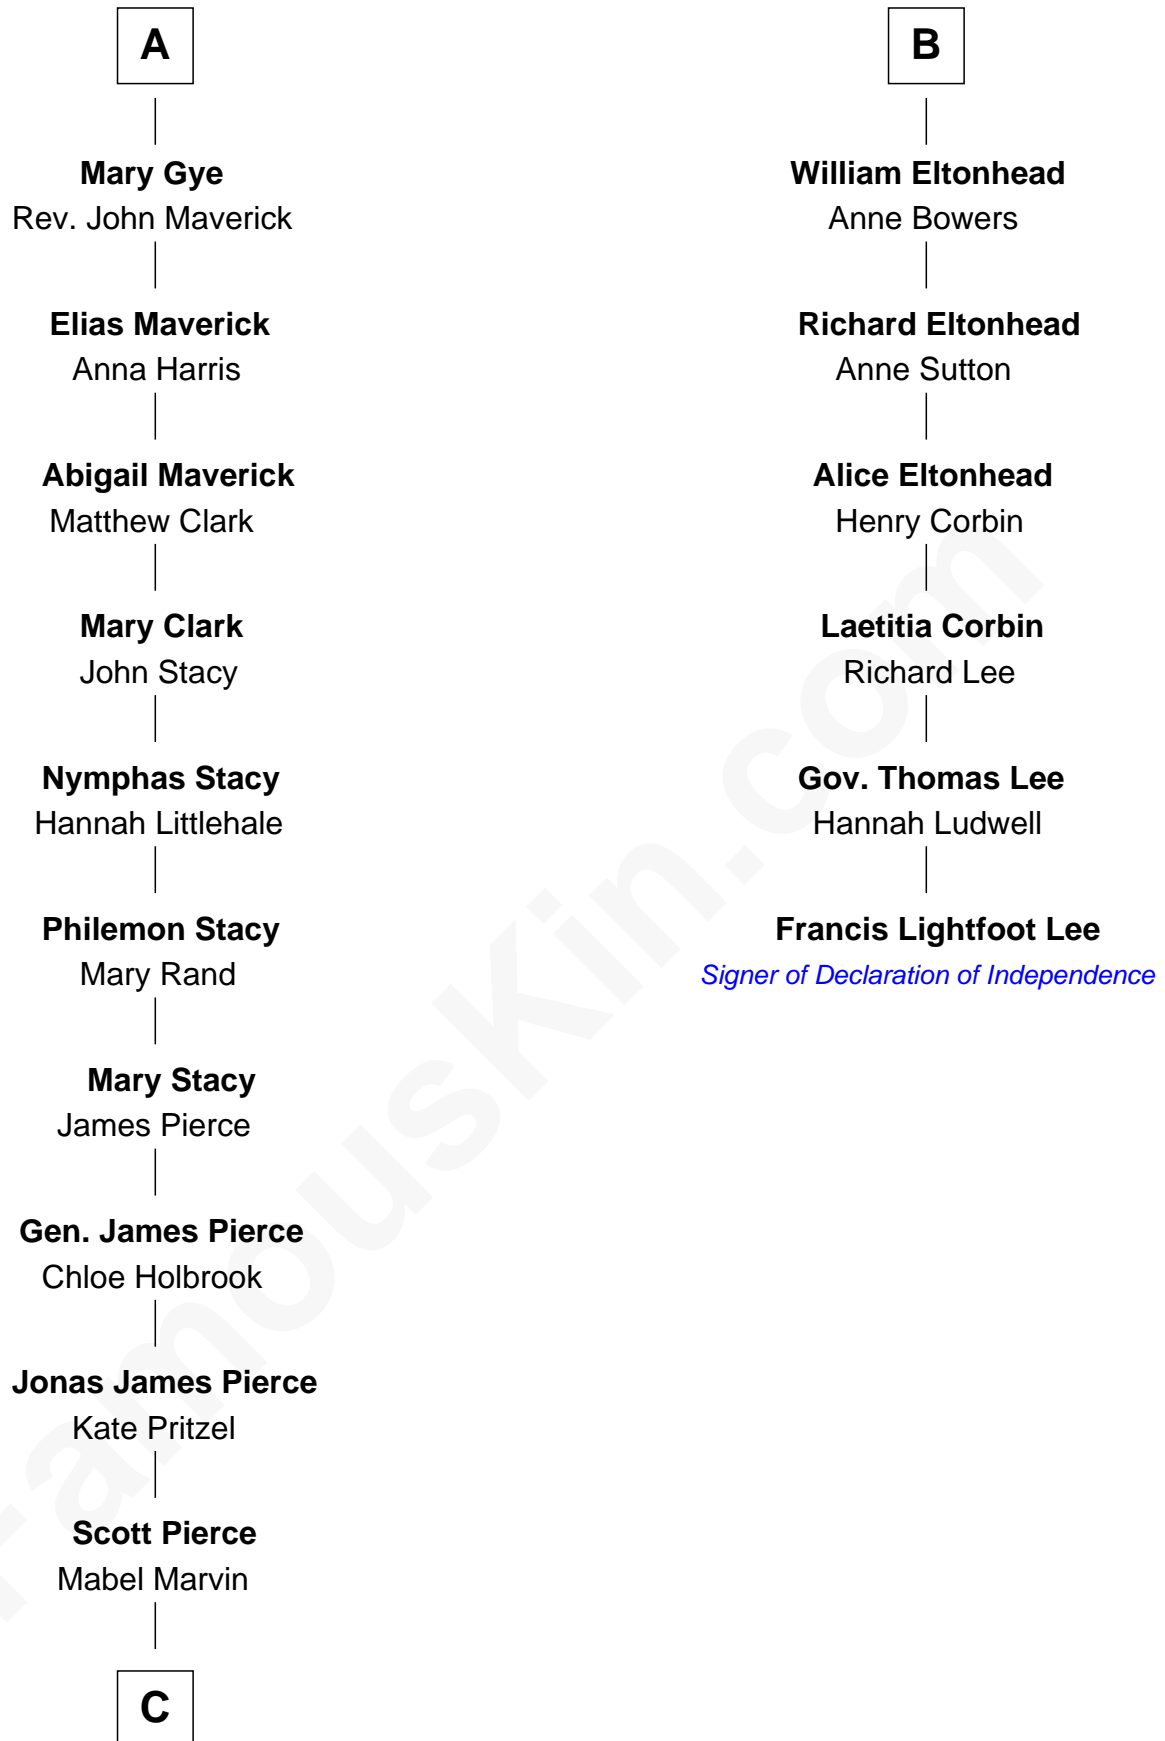 A
Mary Gye
Rev. John Maverick
Elias Maverick
Anna Harris
Abigail Maverick
Matthew Clark
Mary Clark
John Stacy
Nymphas Stacy
Hannah Littlehale
Philemon Stacy
Mary Rand
Mary Stacy
James Pierce
Gen. James Pierce
Chloe Holbrook
Jonas James Pierce
Kate Pritzel
Scott Pierce
Mabel Marvin
C
B
William Eltonhead
Anne Bowers
Richard Eltonhead
Anne Sutton
Alice Eltonhead
Henry Corbin
Laetitia Corbin
Richard Lee
Gov. Thomas Lee
Hannah Ludwell
Francis Lightfoot Lee
Signer of Declaration of Independence
FamousKin.com